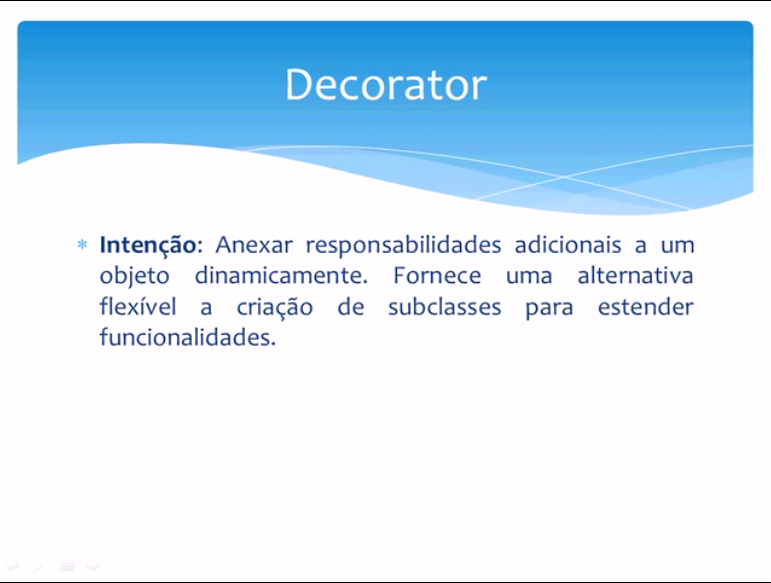 Decorator
Intenção: Anexar responsabilidades adicionais a um
objeto dinamicamente. Fornece uma alternativa
flexível a criação de subclasses para estender
funcionalidades.